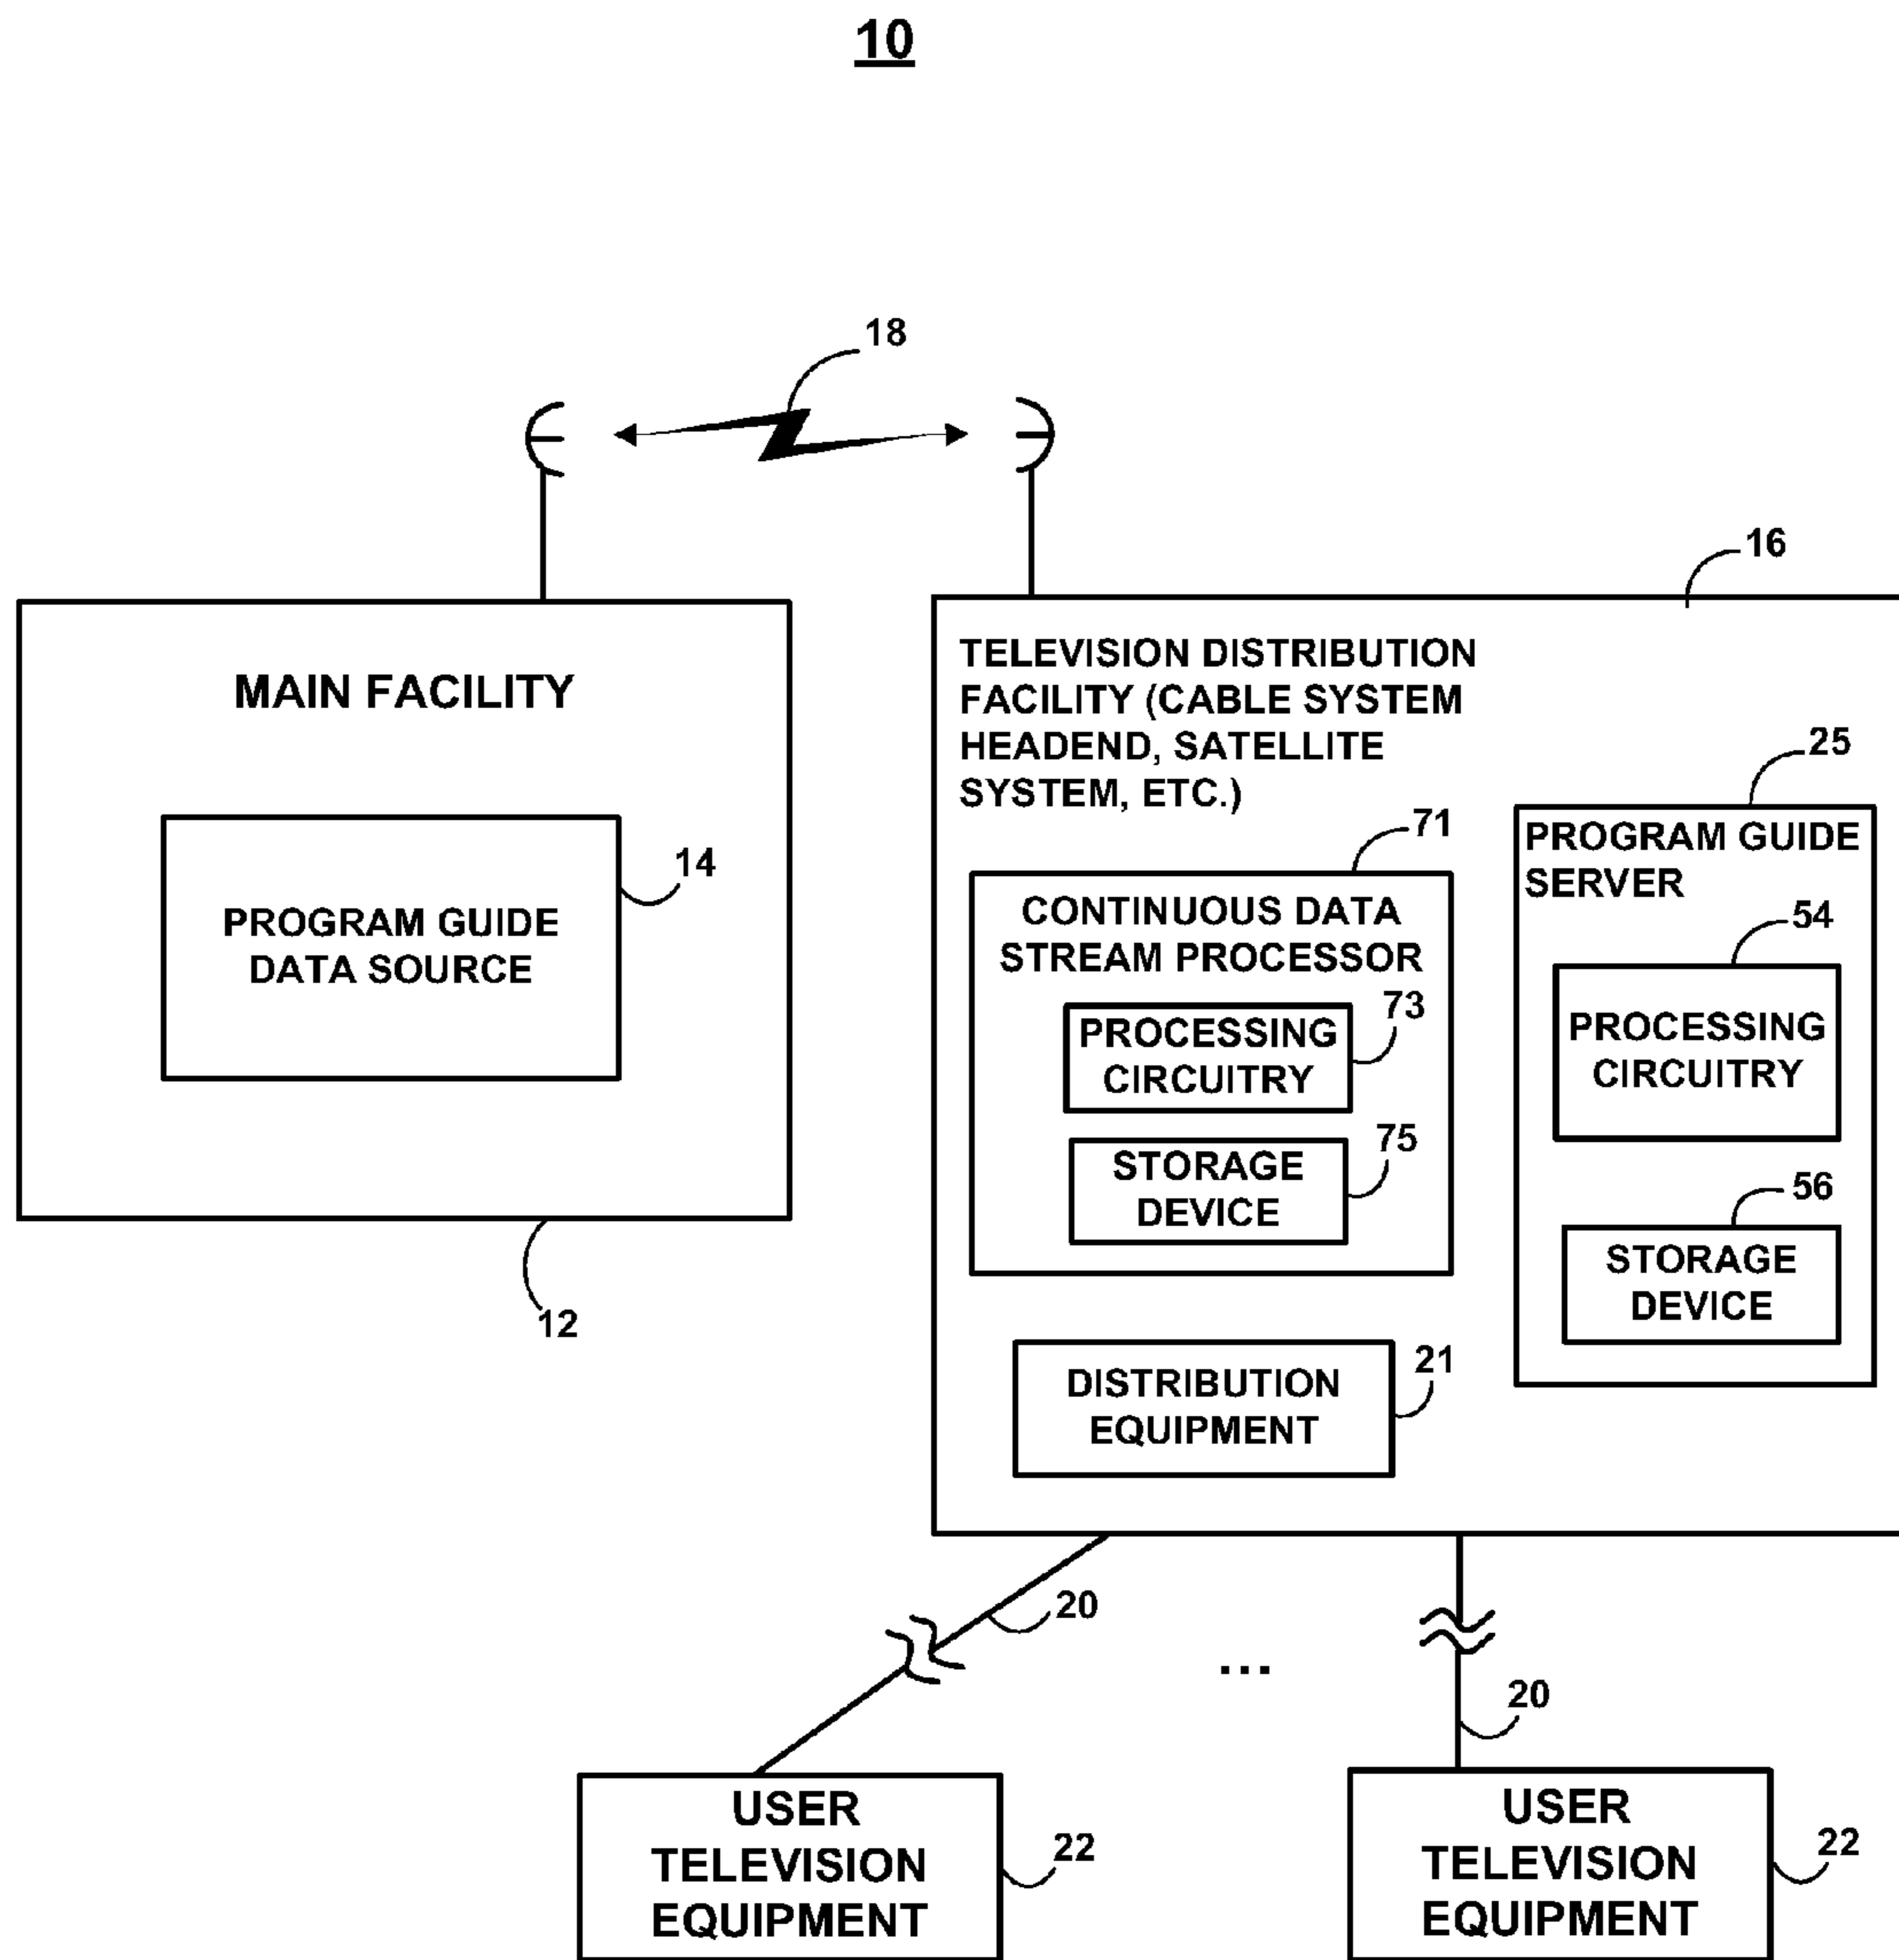 10
18
16
MAIN FACILITY
TELEVISION DISTRIBUTION
FACILITY (CABLE SYSTEM
HEADEND, SATELLITE
SYSTEM, ETC.)
25
PROGRAM GUIDE
SERVER
14
PROGRAM GUIDE
DATA SOURCE
71
CONTINUOUS DATA
STREAM PROCESSOR
73
PROCESSING
CIRCUITRY
75
STORAGE
DEVICE
54
PROCESSING
CIRCUITRY
56
STORAGE
DEVICE
12
21
DISTRIBUTION
EQUIPMENT
20
...
20
USER
TELEVISION
EQUIPMENT
22
USER
TELEVISION
EQUIPMENT
22